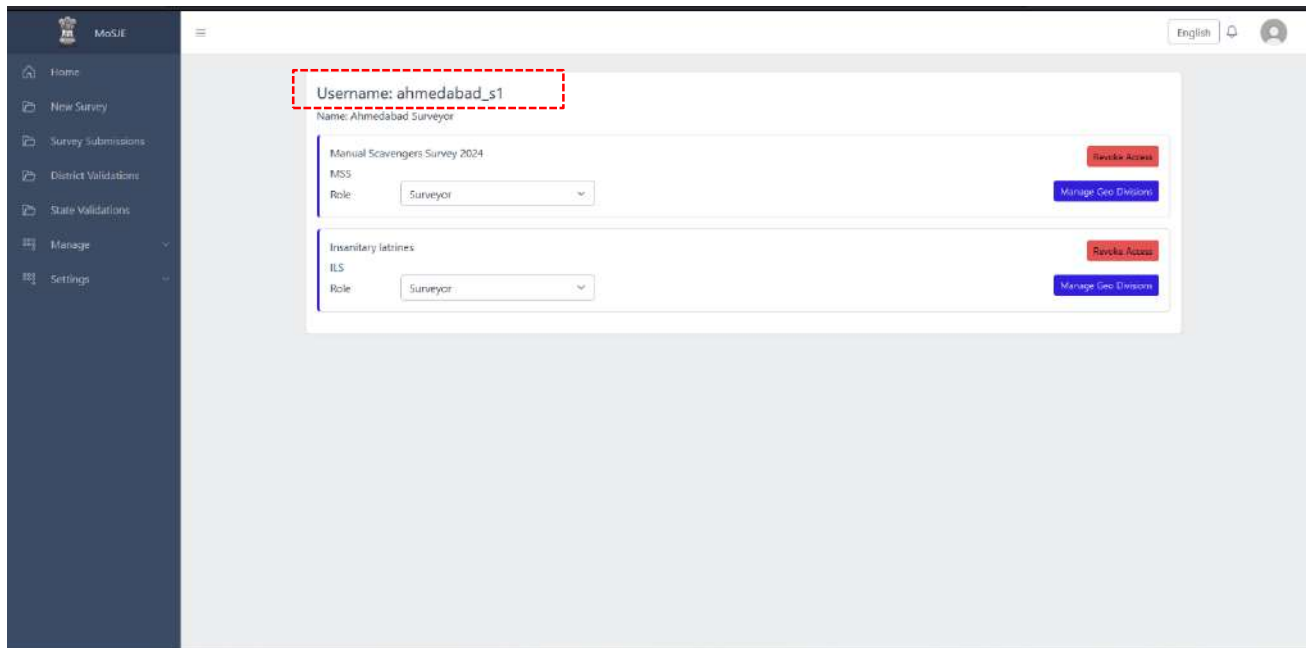 MoSJE
English
Home
New Survey
Survey Submissions
District Validations
State Validations
Manage
Settings
Username: ahmedabad_s1
Name: Ahmedabad Surveyor
Manual Scavengers Survey 2024
Revoke Access
MSS
Role Surveyor
Manage Geo Divisions
Insanitary latrines
Revoke Access
ILS
Role Surveyor
Manage Geo Divisions